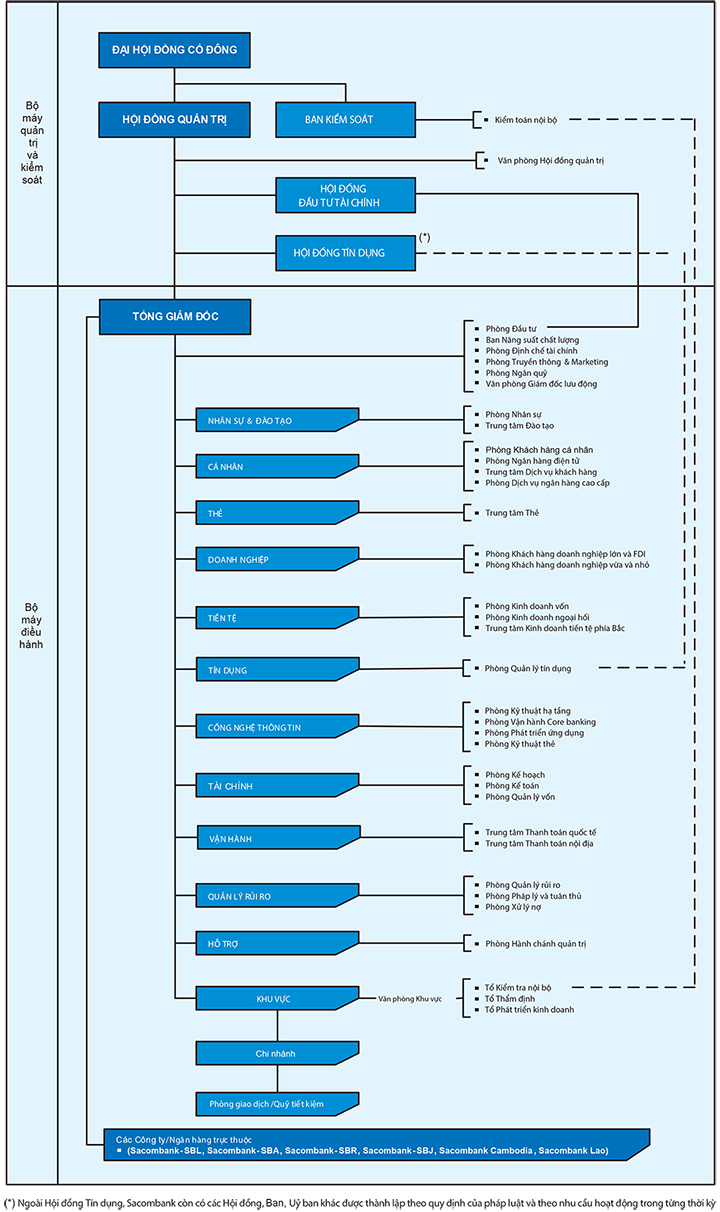 Bộ
máy
quản
trị
và
kiểm
soát
ĐẠI HỘI ĐỒNG CỔ ĐÔNG
HỘI ĐỒNG QUẢN TRỊ
BAN KIỂM SOÁT
Kiểm toán nội bộ
Văn phòng Hội đồng quản trị
HỘI ĐỒNG
ĐẦU TƯ TÀI CHÍNH
HỘI ĐỒNG TÍN DỤNG
(*)
Bộ
máy
điều
hành
TỔNG GIÁM ĐỐC
Phòng Đầu tư
Ban Năng suất chất lượng
Phòng Định chế tài chính
Phòng Truyền thông & Marketing
Phòng Ngân quỹ
Văn phòng Giám đốc lưu động
NHÂN SỰ & ĐÀO TẠO
Phòng Nhân sự
Trung tâm Đào tạo
CÁ NHÂN
Phòng Khách hàng cá nhân
Phòng Ngân hàng điện tử
Trung tâm Dịch vụ khách hàng
Phòng Dịch vụ ngân hàng cao cấp
THẺ
Trung tâm Thẻ
DOANH NGHIỆP
Phòng Khách hàng doanh nghiệp lớn và FDI
Phòng Khách hàng doanh nghiệp vừa và nhỏ
TIỀN TỆ
Phòng Kinh doanh vốn
Phòng Kinh doanh ngoại hối
Trung tâm Kinh doanh tiền tệ phía Bắc
TÍN DỤNG
Phòng Quản lý tín dụng
CÔNG NGHỆ THÔNG TIN
Phòng Kỹ thuật hạ tầng
Phòng Vận hành Core banking
Phòng Phát triển ứng dụng
Phòng Kỹ thuật thẻ
TÀI CHÍNH
Phòng Kế hoạch
Phòng Kế toán
Phòng Quản lý vốn
VẬN HÀNH
Trung tâm Thanh toán quốc tế
Trung tâm Thanh toán nội địa
QUẢN LÝ RỦI RO
Phòng Quản lý rủi ro
Phòng Pháp lý và tuân thủ
Phòng Xử lý nợ
HỖ TRỢ
Phòng Hành chánh quản trị
KHU VỰC
Văn phòng Khu vực
Tổ Kiểm tra nội bộ
Tổ Thẩm định
Tổ Phát triển kinh doanh
Chi nhánh
Phòng giao dịch /Quỹ tiết kiệm
Các Công ty/Ngân hàng trực thuộc
(Sacombank-SBL, Sacombank-SBA, Sacombank-SBR, Sacombank-SBJ, Sacombank Cambodia, Sacombank Lao)
(*) Ngoài Hội đồng Tín dụng, Sacombank còn có các Hội đồng, Ban, Uỷ ban khác được thành lập theo quy định của pháp luật và theo nhu cầu hoạt động trong từng thời kỳ